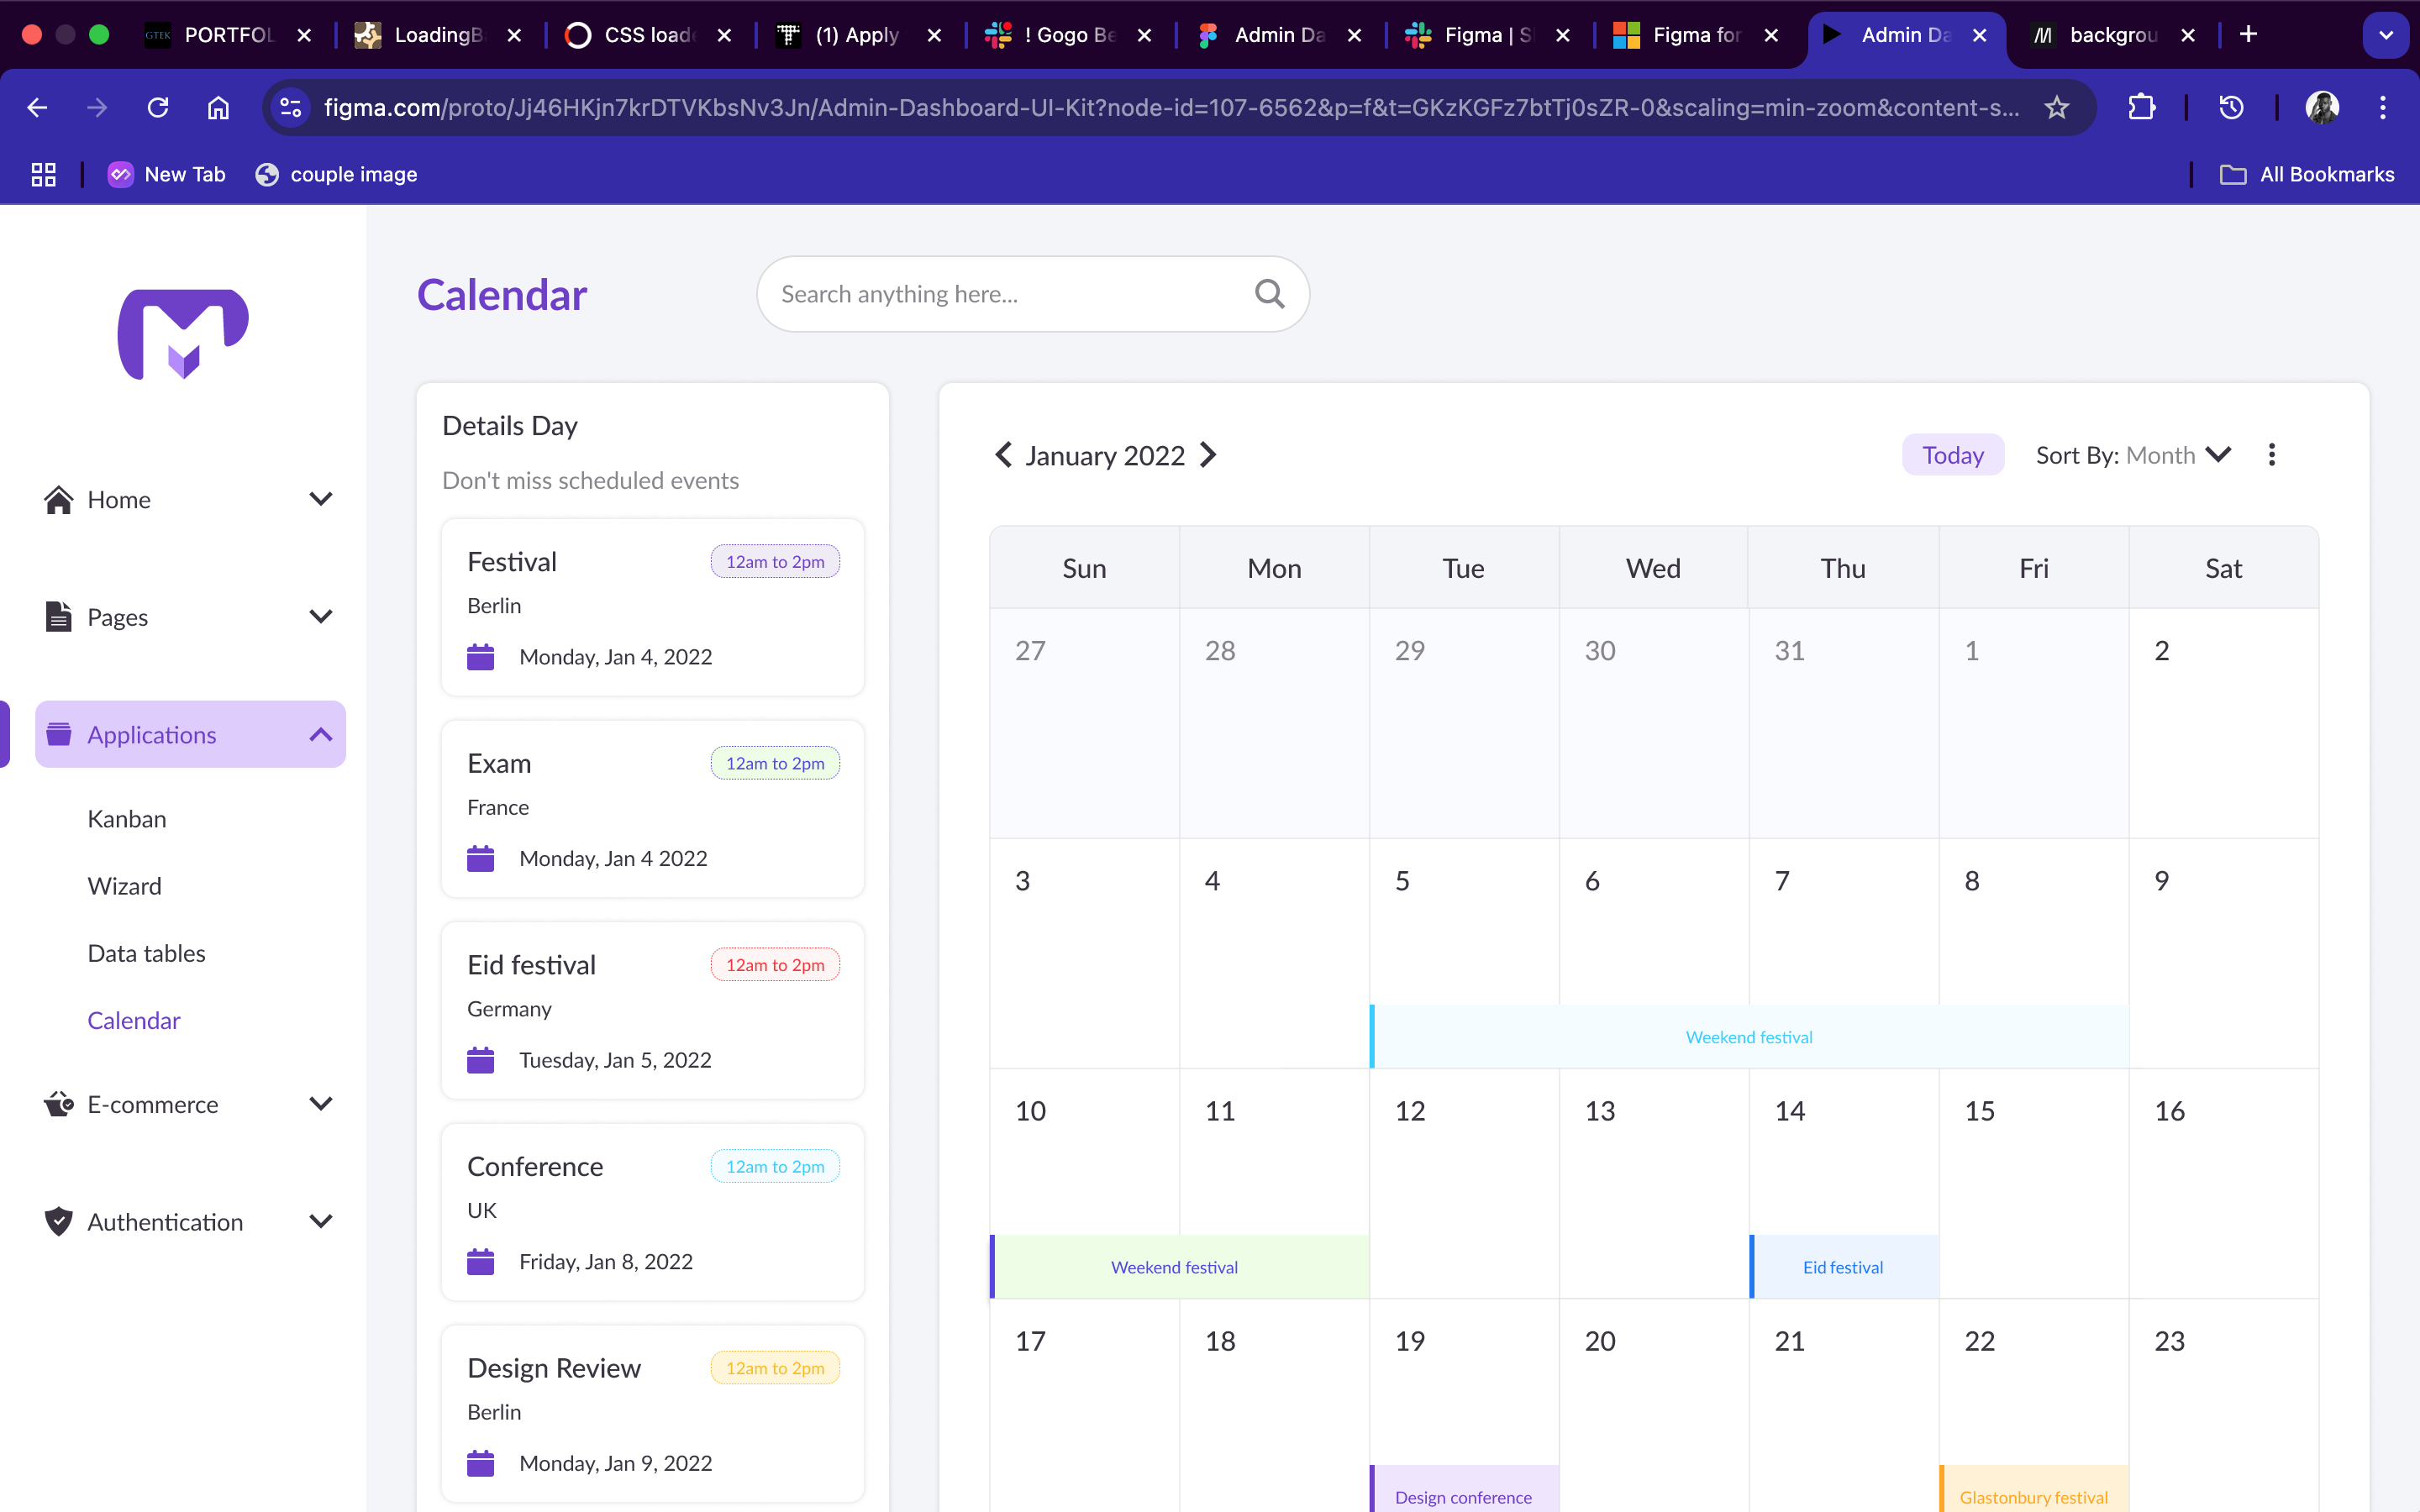 GTEK PORTFOL
LoadingB
CSS load
(1) Apply
! Gogo Be
Admin Da
Figma | S
Figma for
Admin Da
backgrou
figma.com/proto/Jj46HKjn7krDTVKbsNv3Jn/Admin-Dashboard-UI-Kit?node-id=107-6562&p=f&t=GKzKGFz7btTj0sZR-0&scaling=min-zoom&content-s...
New Tab
couple image
All Bookmarks
Home
Pages
Applications
Kanban
Wizard
Data tables
Calendar
E-commerce
Authentication
Calendar
Search anything here...
Details Day
Don't miss scheduled events
Festival
12am to 2pm
Berlin
Monday, Jan 4, 2022
Exam
12am to 2pm
France
Monday, Jan 4 2022
Eid festival
12am to 2pm
Germany
Tuesday, Jan 5, 2022
Conference
12am to 2pm
UK
Friday, Jan 8, 2022
Design Review
12am to 2pm
Berlin
Monday, Jan 9, 2022
January 2022
Today
Sort By: Month
Sun Mon Tue Wed Thu Fri Sat
27 28 29 30 31 1 2
3 4 5 6 7 8 9
Weekend festival
10 11 12 13 14 15 16
Weekend festival
Eid festival
17 18 19 20 21 22 23
Design conference
Glastonbury festival